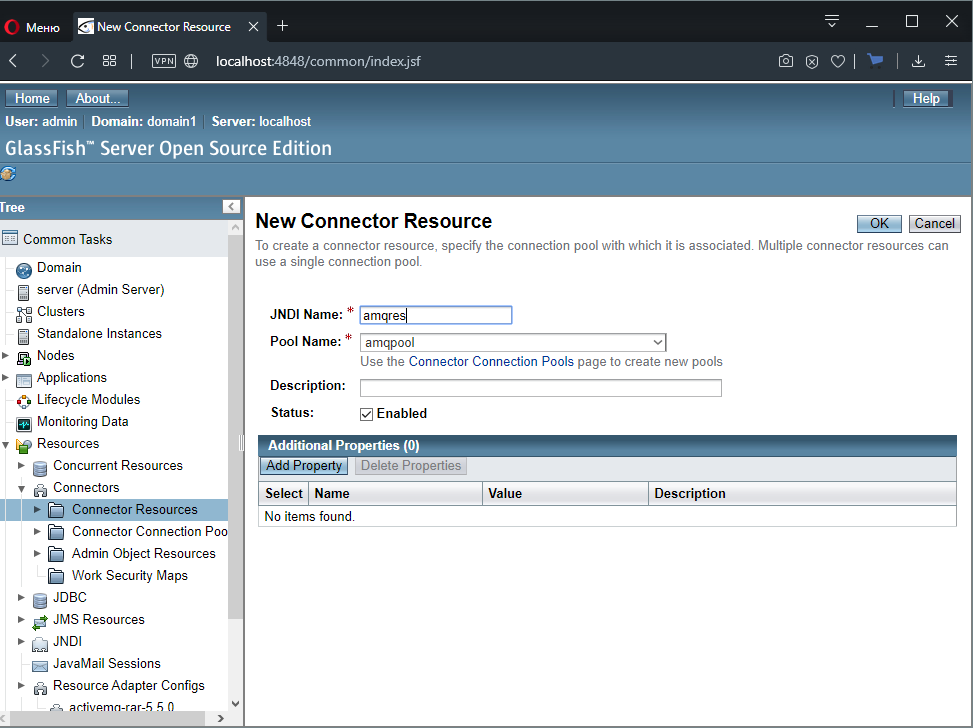 Меню
New Connector Resource
VPN
localhost:4848/common/index.jsf
Home About... Help
User: admin Domain: domain1 Server: localhost
GlassFish™ Server Open Source Edition
Tree
Common Tasks
Domain
server (Admin Server)
Clusters
Standalone Instances
Nodes
Applications
Lifecycle Modules
Monitoring Data
Resources
Concurrent Resources
Connectors
Connector Resources
Connector Connection Poo
Admin Object Resources
Work Security Maps
JDBC
JMS Resources
JNDI
JavaMail Sessions
Resource Adapter Configs
activemq-rar-5.5.0
New Connector Resource
OK Cancel
To create a connector resource, specify the connection pool with which it is associated. Multiple connector resources can
use a single connection pool.
JNDI Name: * amqres
Pool Name: * amqpool
Use the Connector Connection Pools page to create new pools
Description:
Status: Enabled
Additional Properties (0)
Add Property Delete Properties
Select Name Value Description
No items found.